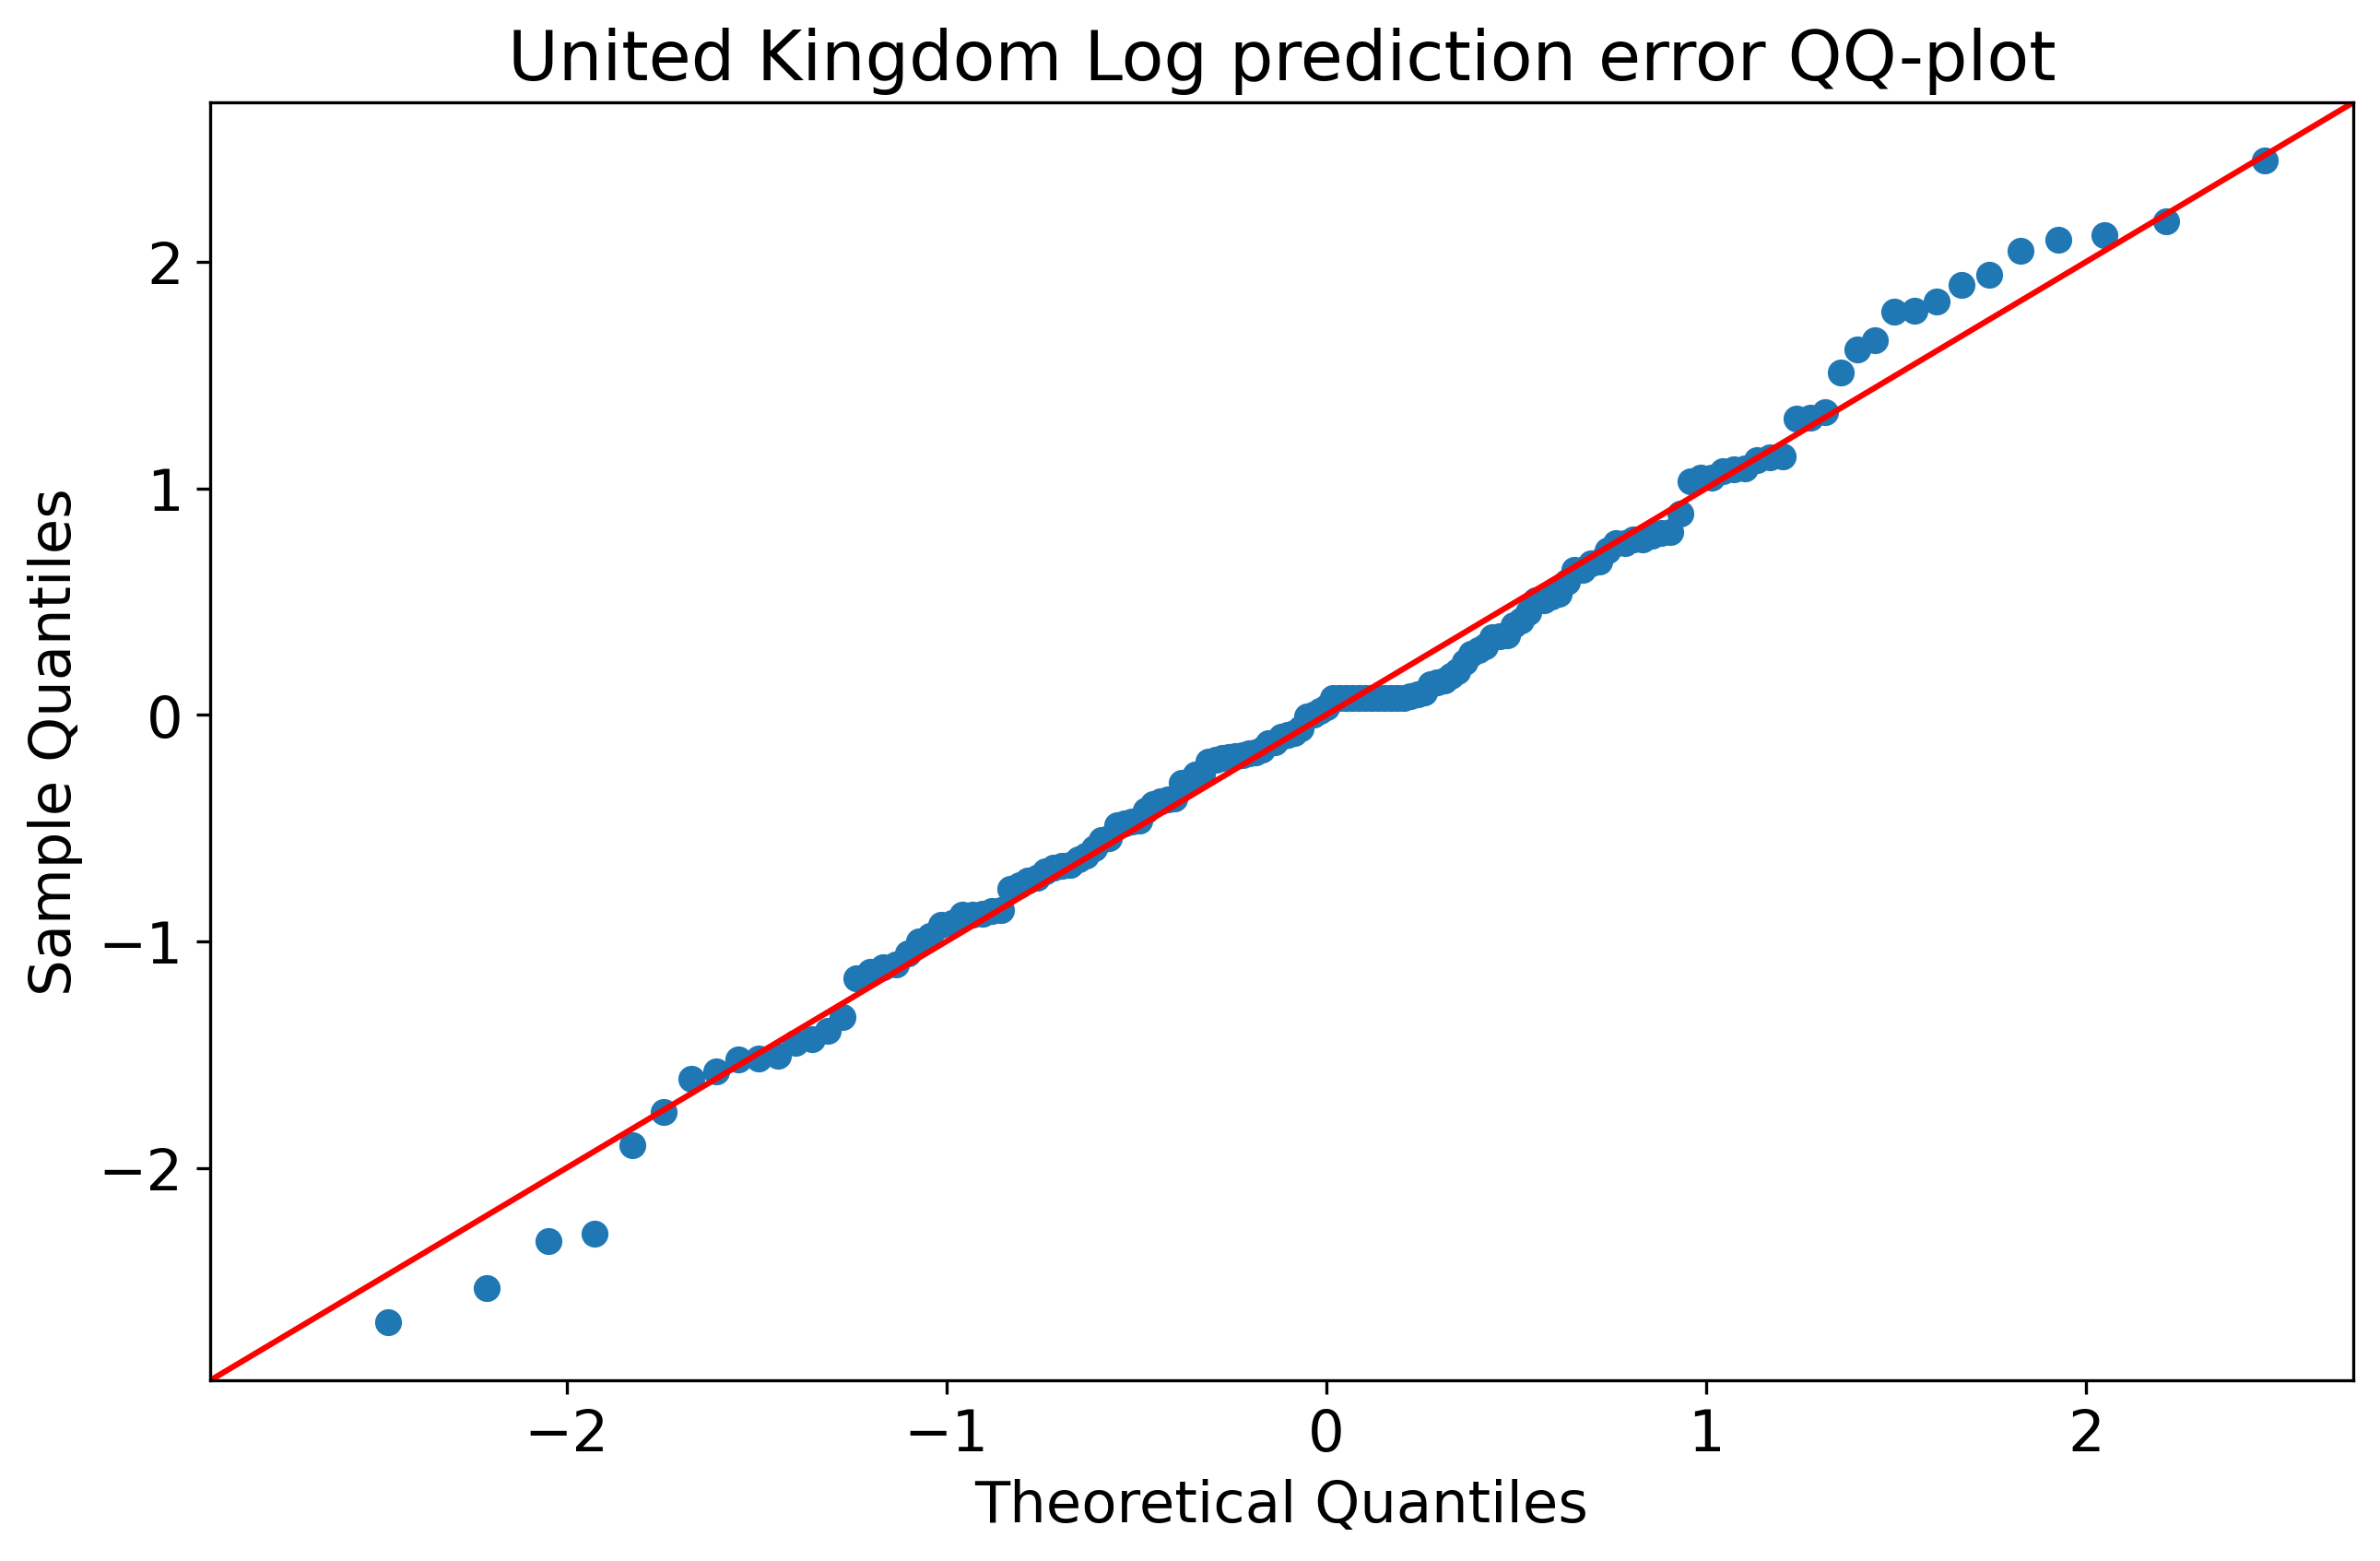 United Kingdom Log prediction error QQ-plot
Sample Quantiles
2
1
0
−1
−2
−2 −1 0 1 2
Theoretical Quantiles